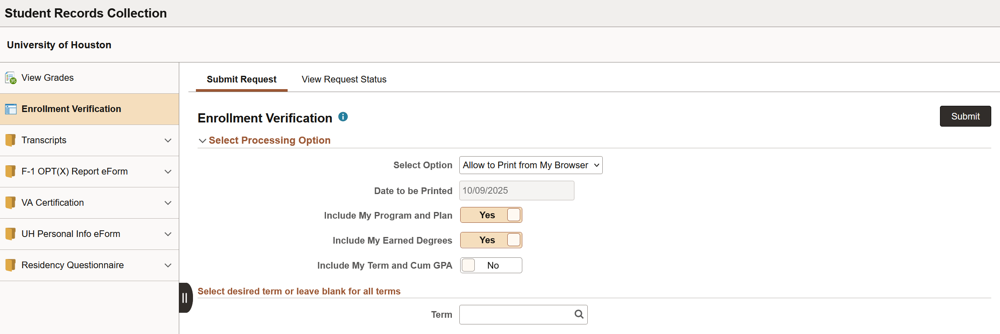 Student Records Collection
University of Houston
View Grades
Enrollment Verification
Transcripts
F-1 OPT(X) Report eForm
VA Certification
UH Personal Info eForm
Residency Questionnaire
Submit Request
View Request Status
Enrollment Verification
Submit
Select Processing Option
Select Option Allow to Print from My Browser
Date to be Printed 10/09/2025
Include My Program and Plan Yes
Include My Earned Degrees Yes
Include My Term and Cum GPA No
Select desired term or leave blank for all terms
Term